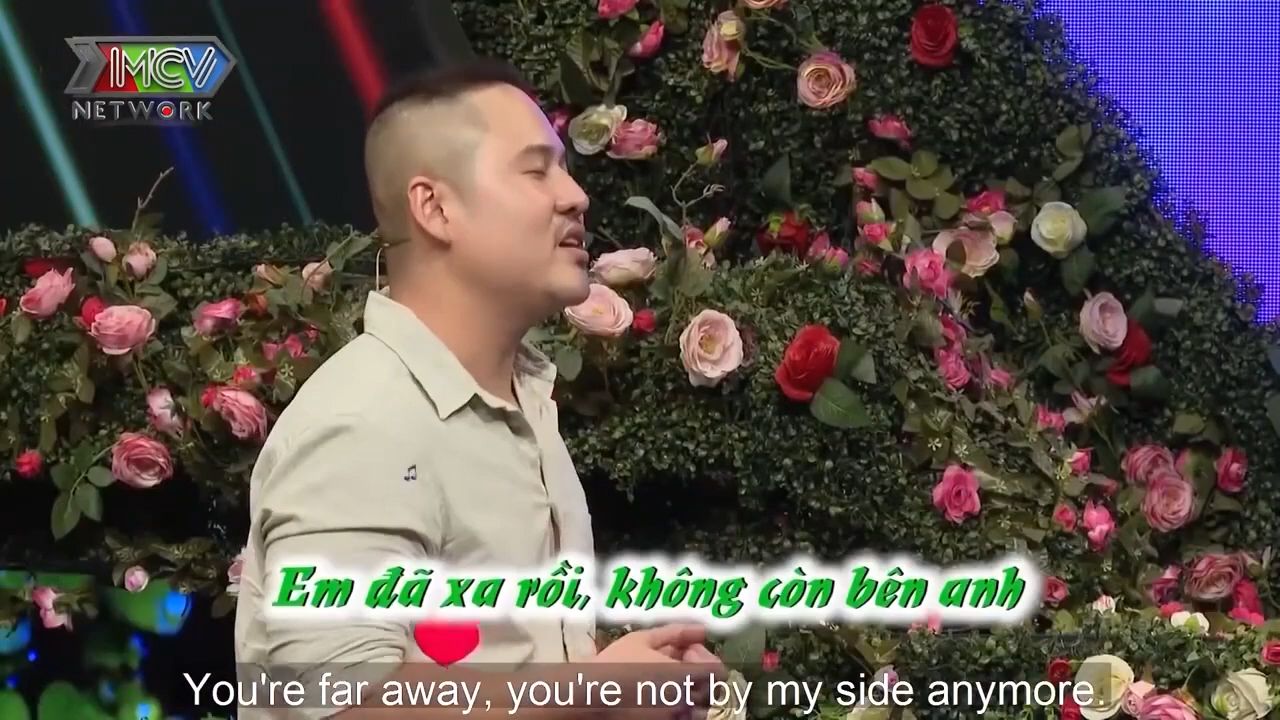 MCV
NETWORK
Em đã xa rồi, không còn bên anh
You're far away, you're not by my side anymore.